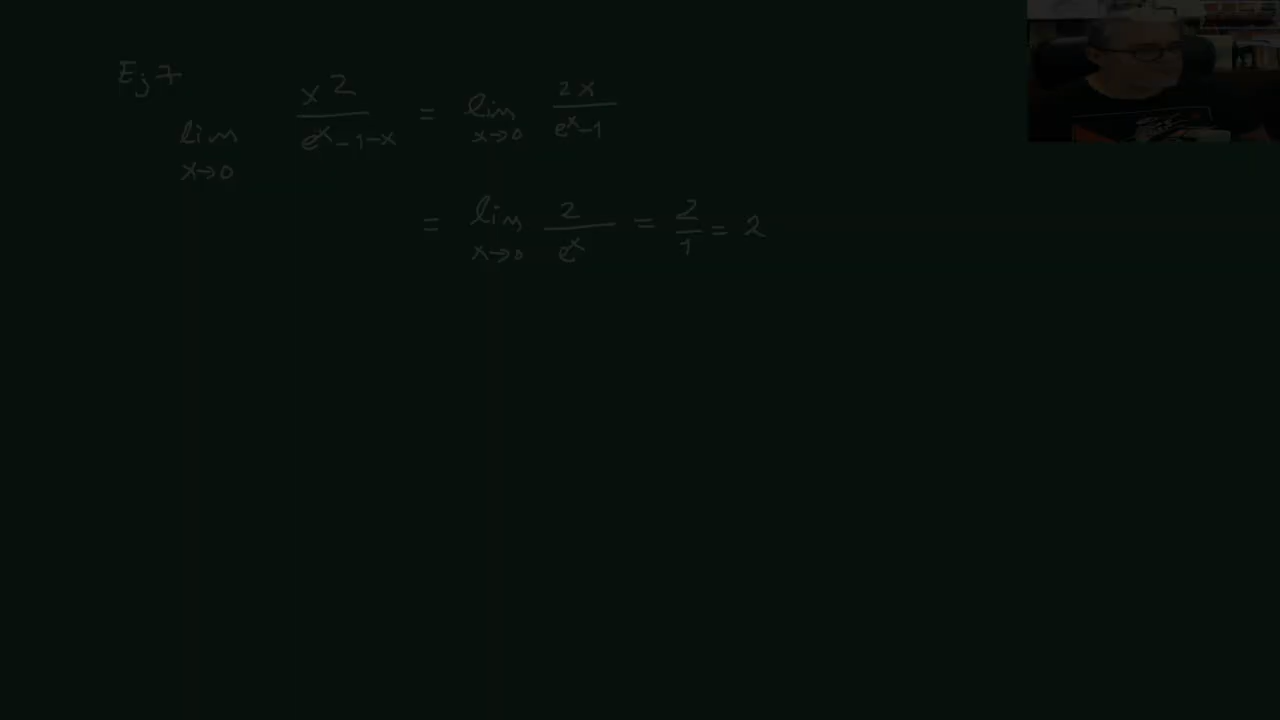 Ej 7
lim x→0 x² / (eˣ-1-x) = lim x→0 2x / (eˣ-1)
= lim x→0 2 / eˣ = 2/1 = 2